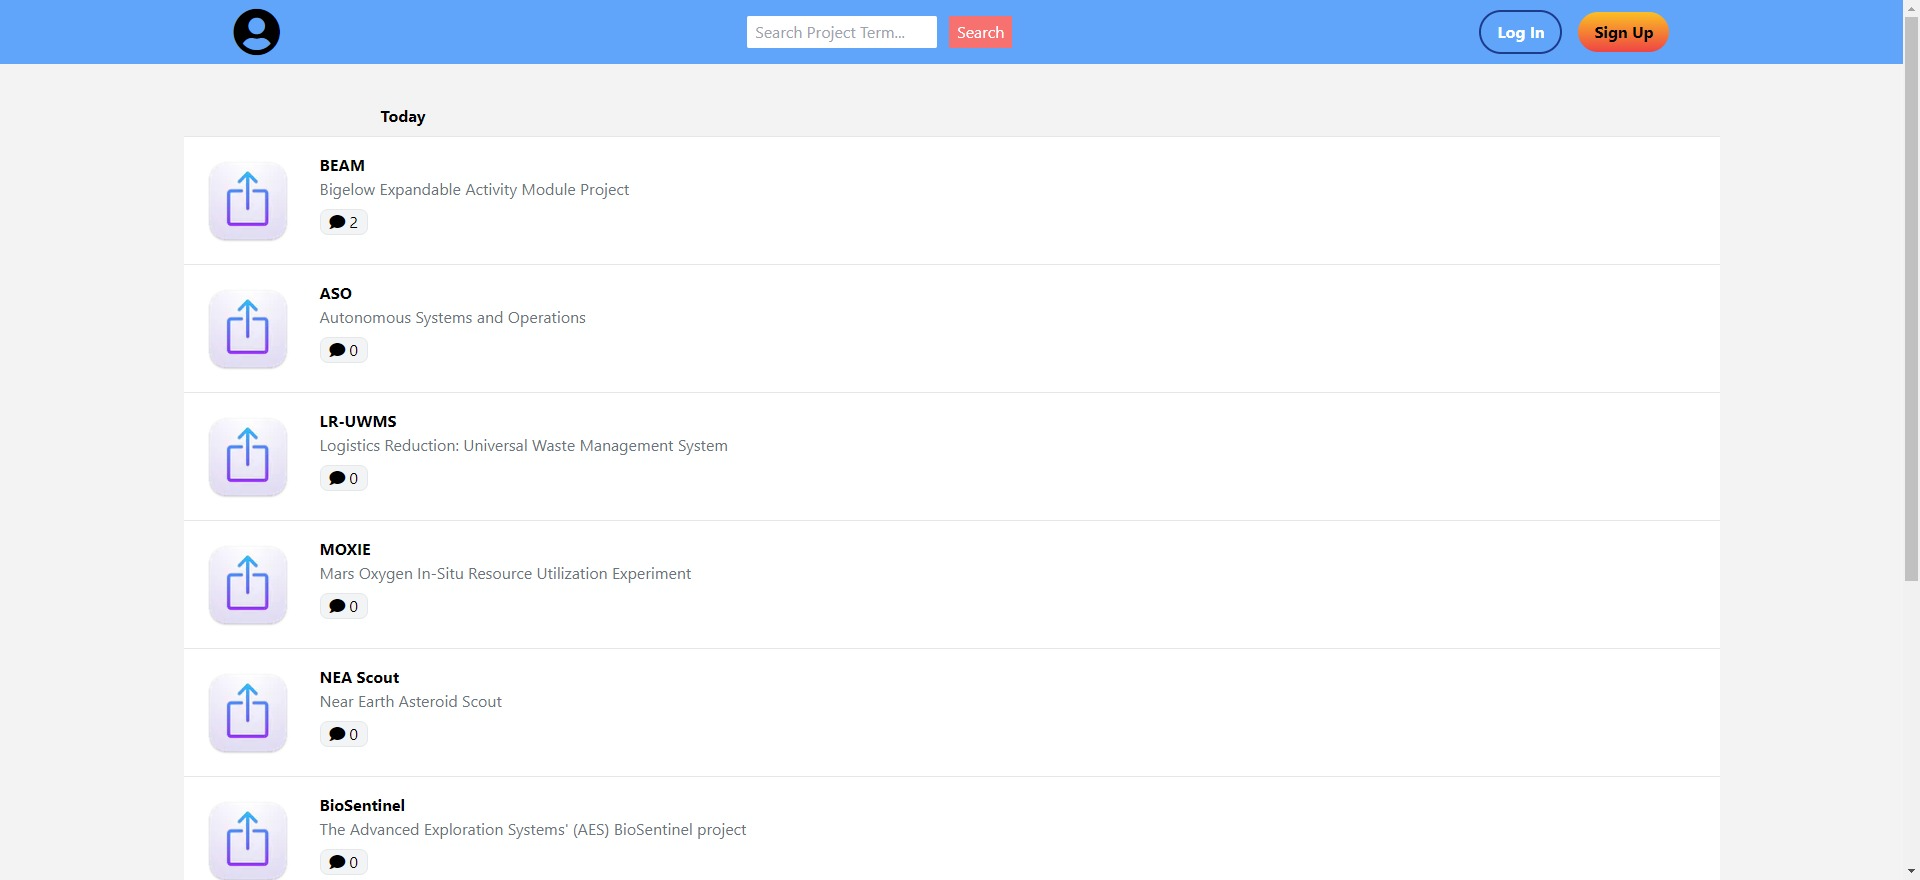 Search Project Term... Search Log In Sign Up
Today
BEAM
Bigelow Expandable Activity Module Project
2
ASO
Autonomous Systems and Operations
0
LR-UWMS
Logistics Reduction: Universal Waste Management System
0
MOXIE
Mars Oxygen In-Situ Resource Utilization Experiment
0
NEA Scout
Near Earth Asteroid Scout
0
BioSentinel
The Advanced Exploration Systems' (AES) BioSentinel project
0